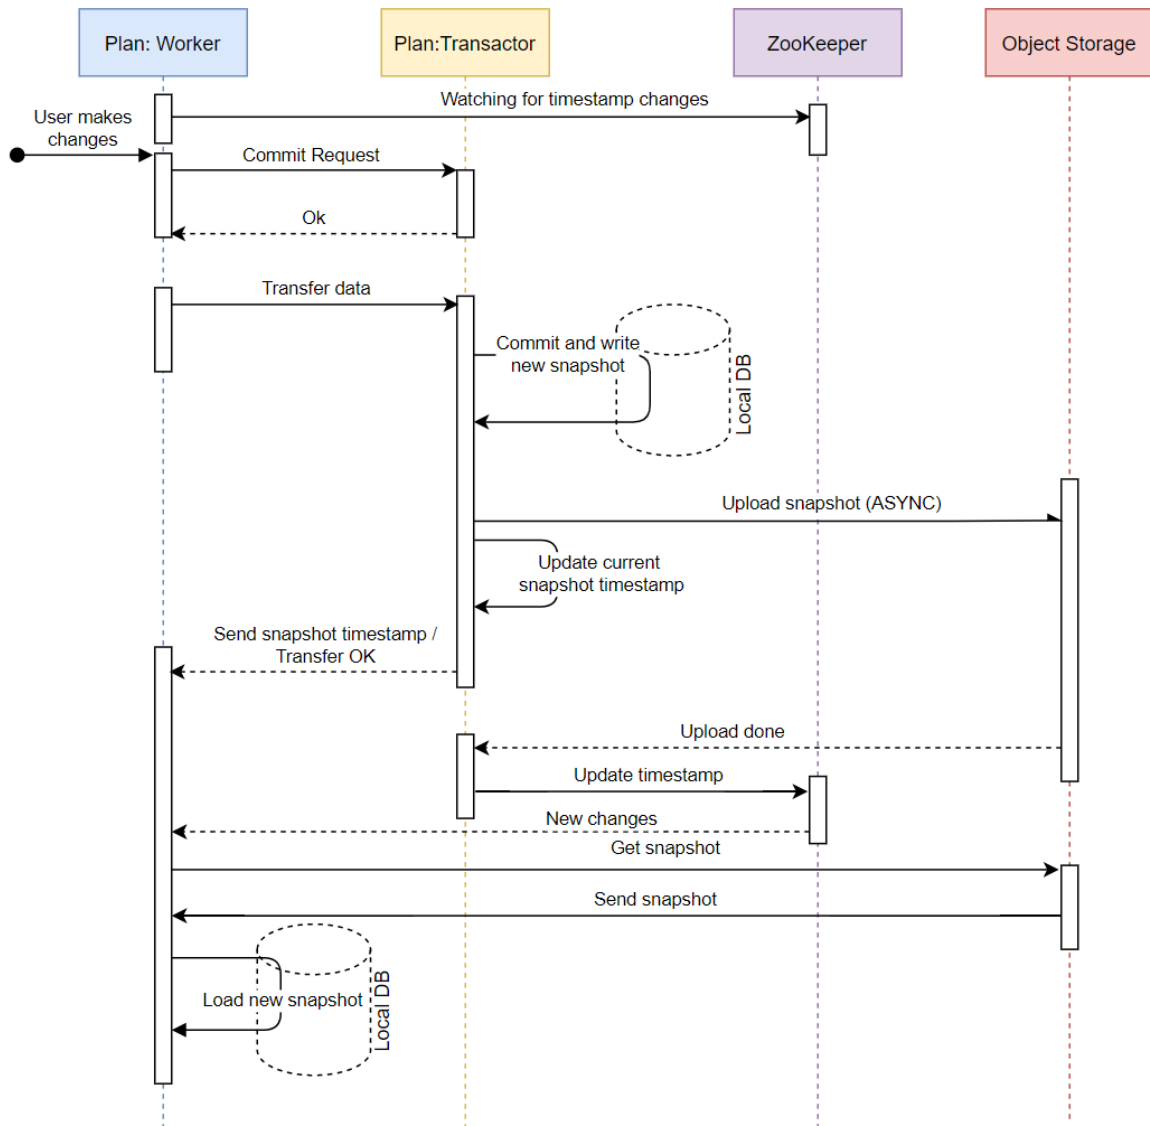 Plan: Worker
Plan:Transactor
ZooKeeper
Object Storage
Watching for timestamp changes
User makes
changes
Commit Request
Ok
Transfer data
Commit and write
new snapshot
Local DB
Upload snapshot (ASYNC)
Update current
snapshot timestamp
Send snapshot timestamp /
Transfer OK
Upload done
Update timestamp
New changes
Get snapshot
Send snapshot
Load new snapshot
Local DB